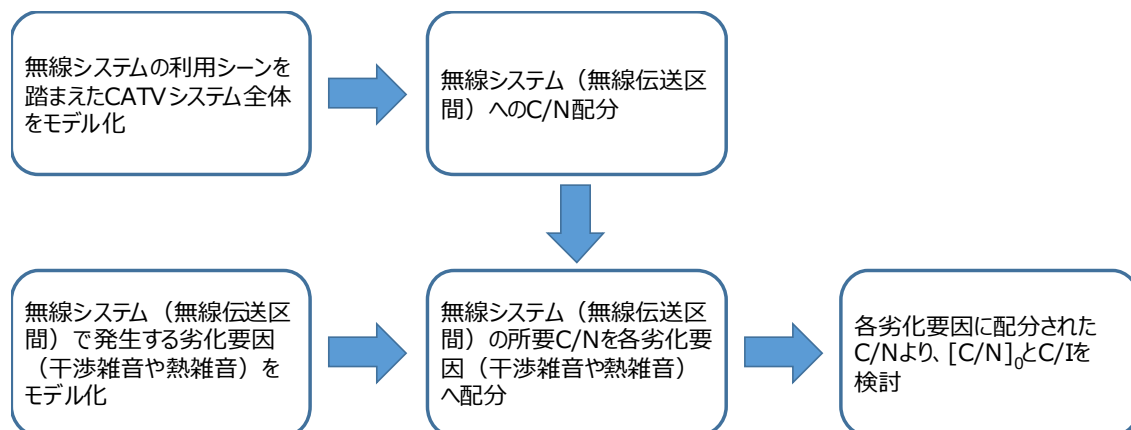 無線システムの利用シーンを
踏まえたCATVシステム全体
をモデル化
無線システム（無線伝送区
間）へのC/N配分
無線システム（無線伝送区
間）で発生する劣化要因
（干渉雑音や熱雑音）を
モデル化
無線システム（無線伝送区
間）の所要C/Nを各劣化要
因（干渉雑音や熱雑音）
へ配分
各劣化要因に配分された
C/Nより、[C/N]₀とC/Iを
検討